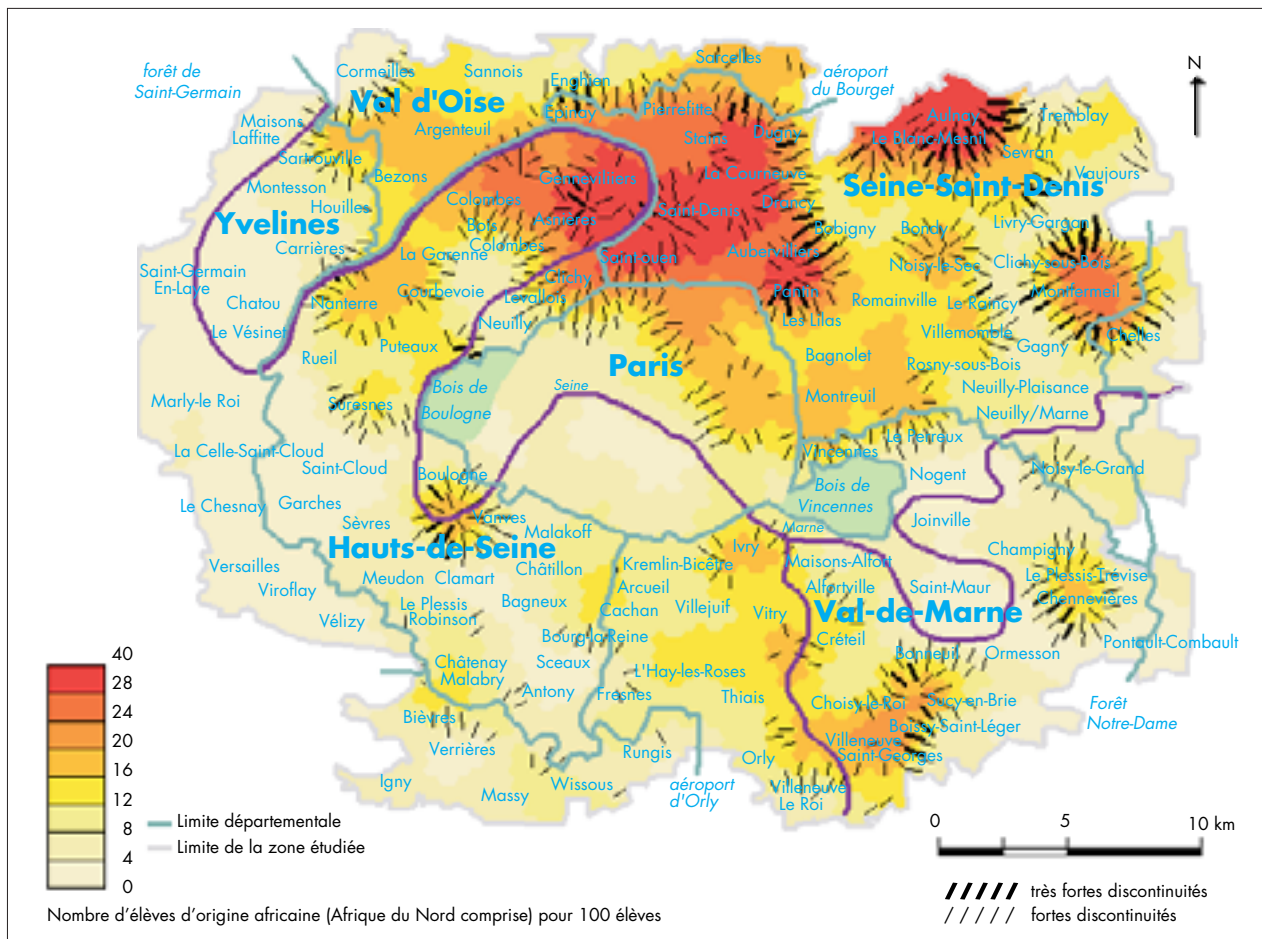 Sarcelles
forêt de
Saint-Germain
Cormeilles
Sannois
Enghien
aéroport
du Bourget
N
Val d'Oise
Pierrefitte
Epinay
Aulnay
Tremblay
Maisons
Laffitte
Argenteuil
Stains
Dugny
Le Blanc Mesnil
Sevran
Sartrouville
Bezons
Gennevilliers
La Courneuve
Vaujours
Montesson
Seine-Saint-Denis
Houilles
Colombes
Saint-Denis
Drancy
Yvelines
Bois
Colombes
Asnières
Bobigny
Bondy
Livry-Gargan
Carrières
La Garenne
Saint-ouen
Aubervilliers
Noisy-le-Sec
Clichy-sous-Bois
Saint-Germain
En-Laye
Clichy
Chatou
Nanterre
Courbevoie
Levallois
Pantin
Romainville
Le Raincy
Montfermeil
Neuilly
Les Lilas
Le Vésinet
Villemomble
Chelles
Rueil
Puteaux
Paris
Bagnolet
Gagny
Rosny-sous-Bois
Marly-le Roi
Suresnes
Bois de
Boulogne
Seine
Montreuil
Neuilly-Plaisance
Neuilly/Marne
Le Perreux
La Celle-Saint-Cloud
Saint-Cloud
Vincennes
Boulogne
Nogent
Noisy-le-Grand
Bois de
Vincennes
Le Chesnay
Garches
Sèvres
Vanves
Malakoff
Marne
Joinville
Hauts-de-Seine
Ivry
Champigny
Versailles
Châtillon
Kremlin-Bicêtre
Maisons-Alfort
Le Plessis-Trévise
Viroflay
Meudon
Clamart
Arcueil
Alfortville
Saint-Maur
Chennevières
Le Plessis
Robinson
Bagneux
Cachan
Villejuif
Vitry
Val-de-Marne
Vélizy
Bourg-la-Reine
Créteil
Pontault-Combault
Bonneuil
Ormesson
Châtenay
Malabry
Sceaux
L'Hay-les-Roses
Antony
Fresnes
Thiais
Choisy-le-Roi
Sucy-en-Brie
Forêt
Notre-Dame
Bièvres
Boissy-Saint-Léger
Verrières
Rungis
Villeneuve
Saint-Georges
Orly
Igny
Massy
Wissous
aéroport
d'Orly
Villeneuve
Le Roi
40
28
24
20
16
12
8
4
0
Limite départementale
Limite de la zone étudiée
0 5 10 km
très fortes discontinuités
fortes discontinuités
Nombre d'élèves d'origine africaine (Afrique du Nord comprise) pour 100 élèves